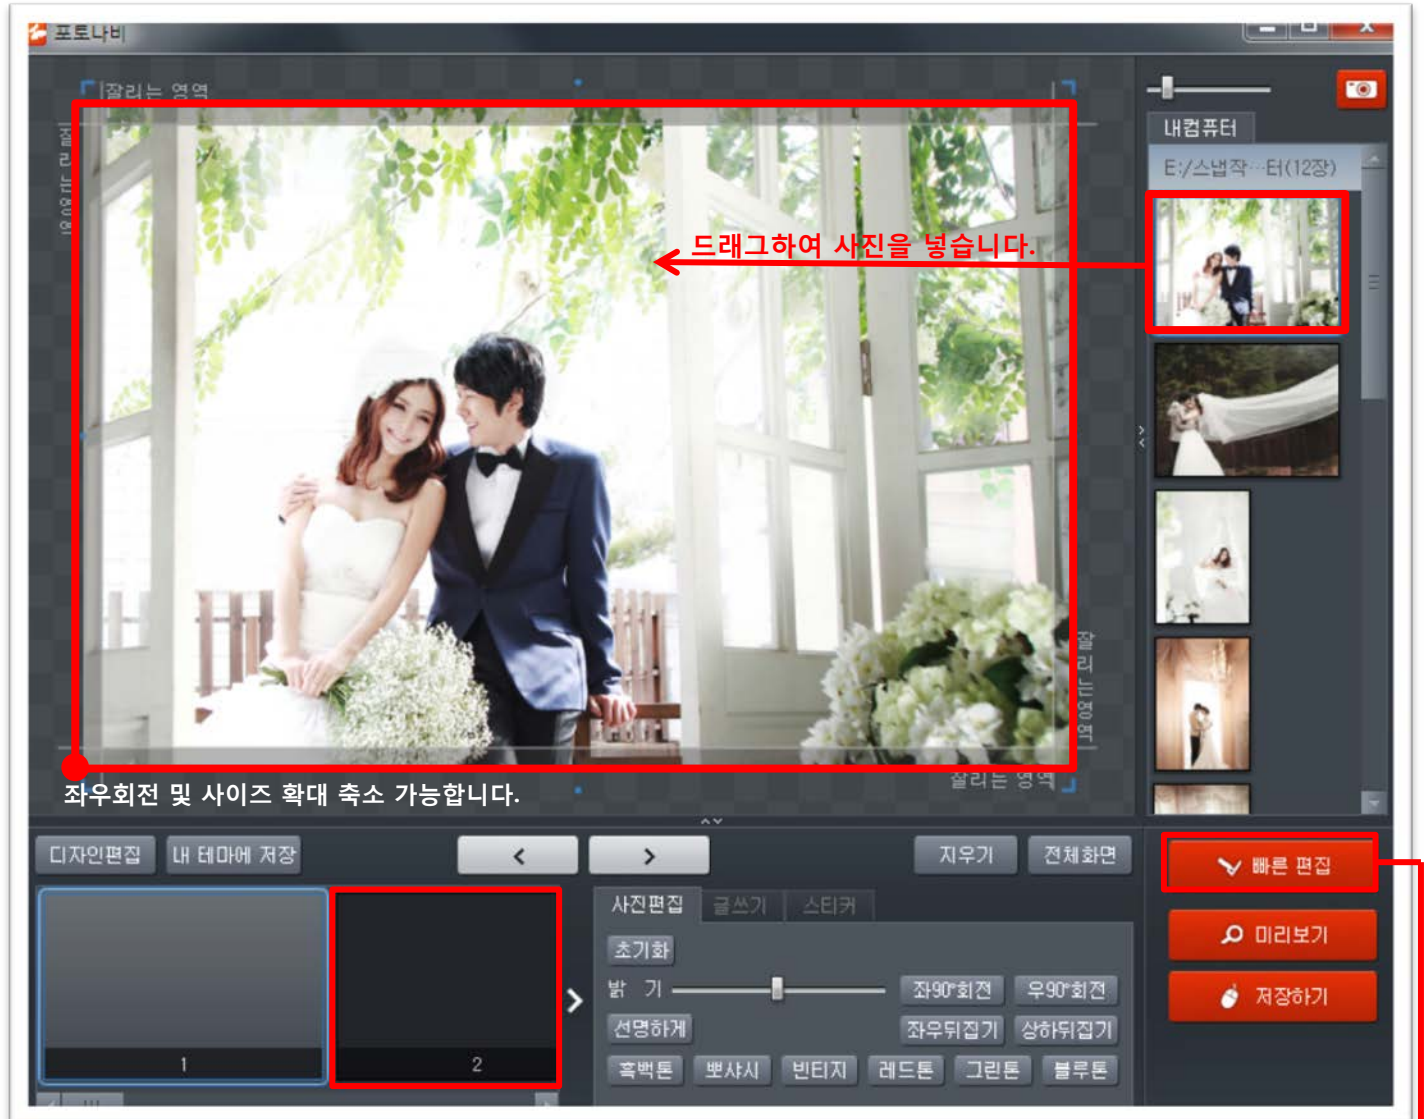 포토나비
잘리는 영역
잘리는영역
내컴퓨터
E:/스냅작···터(12장)
드래그하여 사진을 넣습니다.
잘리는영역
잘리는 영역
좌우회전 및 사이즈 확대 축소 가능합니다.
디자인편집
내 테마에 저장
<
>
지우기
전체화면
빠른 편집
사진편집
글쓰기
스티커
초기화
미리보기
밝 기
좌90°회전
우90°회전
저장하기
선명하게
좌우뒤집기
상하뒤집기
1
2
흑백톤
뽀샤시
빈티지
레드톤
그린톤
블루톤